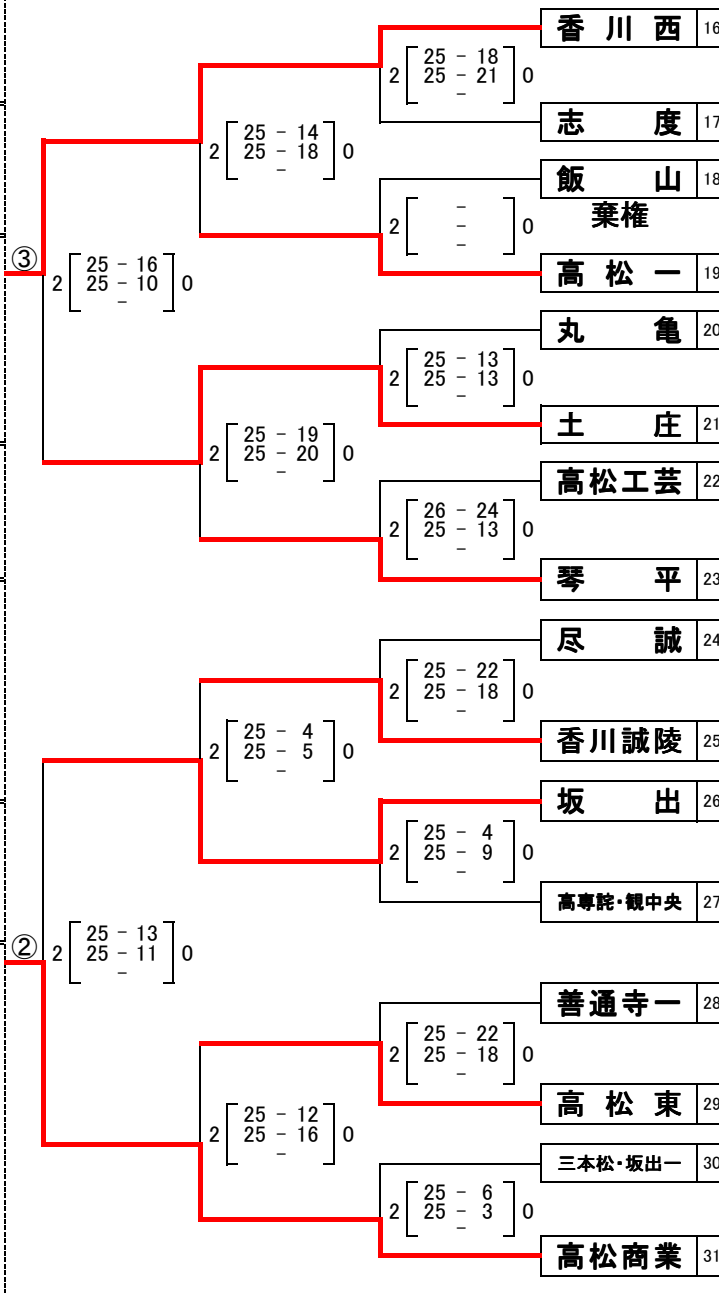 香川西 16
2 [ 25 - 18 ] 0
25 - 21
-
志度 17
2 [ 25 - 14 ] 0
25 - 18
-
飯山 18
棄権
2 [ - ] 0
-
-
高松一 19
③
2 [ 25 - 16 ] 0
25 - 10
-
丸亀 20
2 [ 25 - 13 ] 0
25 - 13
-
土庄 21
2 [ 25 - 19 ] 0
25 - 20
-
高松工芸 22
2 [ 26 - 24 ] 0
25 - 13
-
琴平 23
尽誠 24
2 [ 25 - 22 ] 0
25 - 18
-
香川誠陵 25
2 [ 25 - 4 ] 0
25 - 5
-
坂出 26
2 [ 25 - 4 ] 0
25 - 9
-
高専詫・観中央 27
②
2 [ 25 - 13 ] 0
25 - 11
-
善通寺一 28
2 [ 25 - 22 ] 0
25 - 18
-
高松東 29
2 [ 25 - 12 ] 0
25 - 16
-
三本松・坂出一 30
2 [ 25 - 6 ] 0
25 - 3
-
高松商業 31